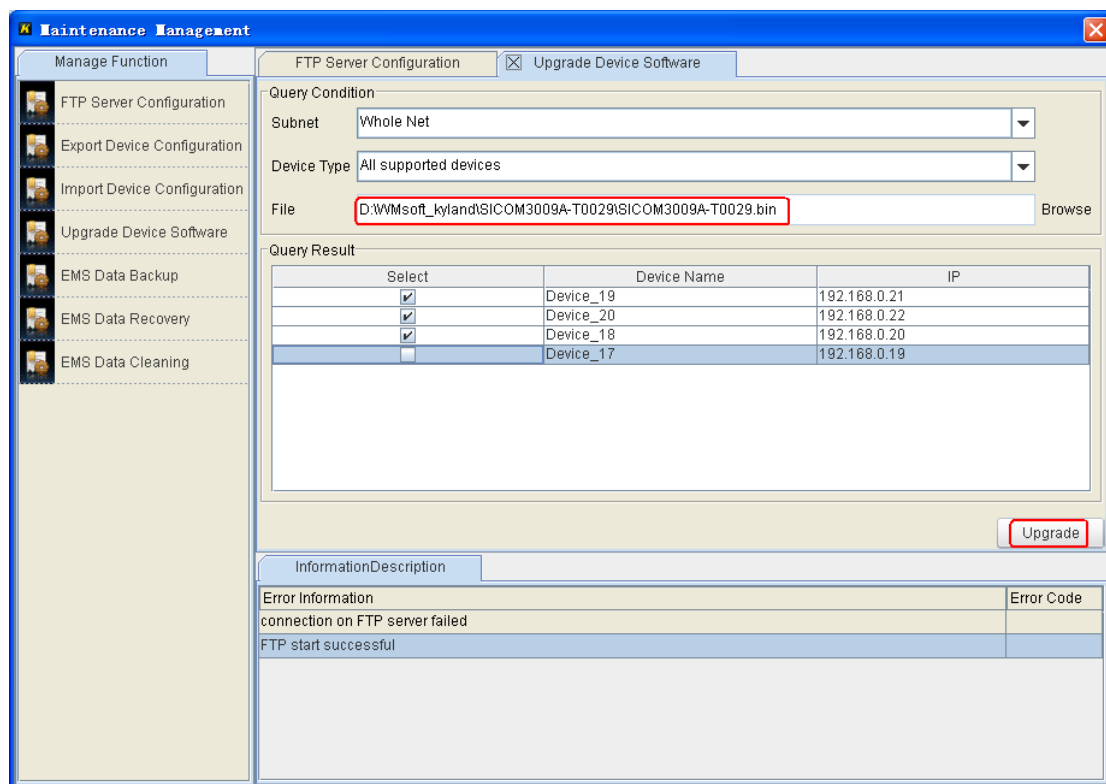 Maintenance Management
Manage Function
FTP Server Configuration
Export Device Configuration
Import Device Configuration
Upgrade Device Software
EMS Data Backup
EMS Data Recovery
EMS Data Cleaning
FTP Server Configuration Upgrade Device Software
Query Condition
Subnet Whole Net
Device Type All supported devices
File D:\WMsoft_kyland\SICOM3009A-T0029\SICOM3009A-T0029.bin Browse
Query Result
Select Device Name IP
Device_19 192.168.0.21
Device_20 192.168.0.22
Device_18 192.168.0.20
Device_17 192.168.0.19
Upgrade
InformationDescription
Error Information Error Code
connection on FTP server failed
FTP start successful